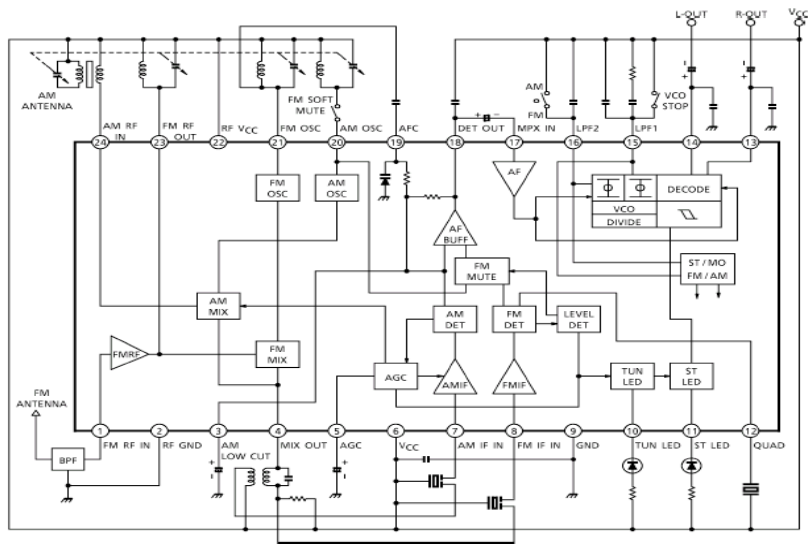 L-OUT R-OUT VCC
AM
ANTENNA
FM SOFT
MUTE
AM
FM
VCO
STOP
AM RF
IN
FM RF
OUT
RF VCC
FM OSC
AM OSC
AFC
DET OUT
MPX IN
LPF2
LPF1
24 23 22 21 20 19 18 17 16 15 14 13
FM
OSC
AM
OSC
AF
DECODE
VCO
DIVIDE
AF
BUFF
FM
MUTE
ST / MO
FM / AM
AM
MIX
AM
DET
FM
DET
LEVEL
DET
FMRF
FM
MIX
AGC
AMIF
FMIF
TUN
LED
ST
LED
FM
ANTENNA
1 2 3 4 5 6 7 8 9 10 11 12
FM RF IN
RF GND
AM
LOW CUT
MIX OUT
AGC
VCC
AM IF IN
FM IF IN
GND
TUN LED
ST LED
QUAD
BPF